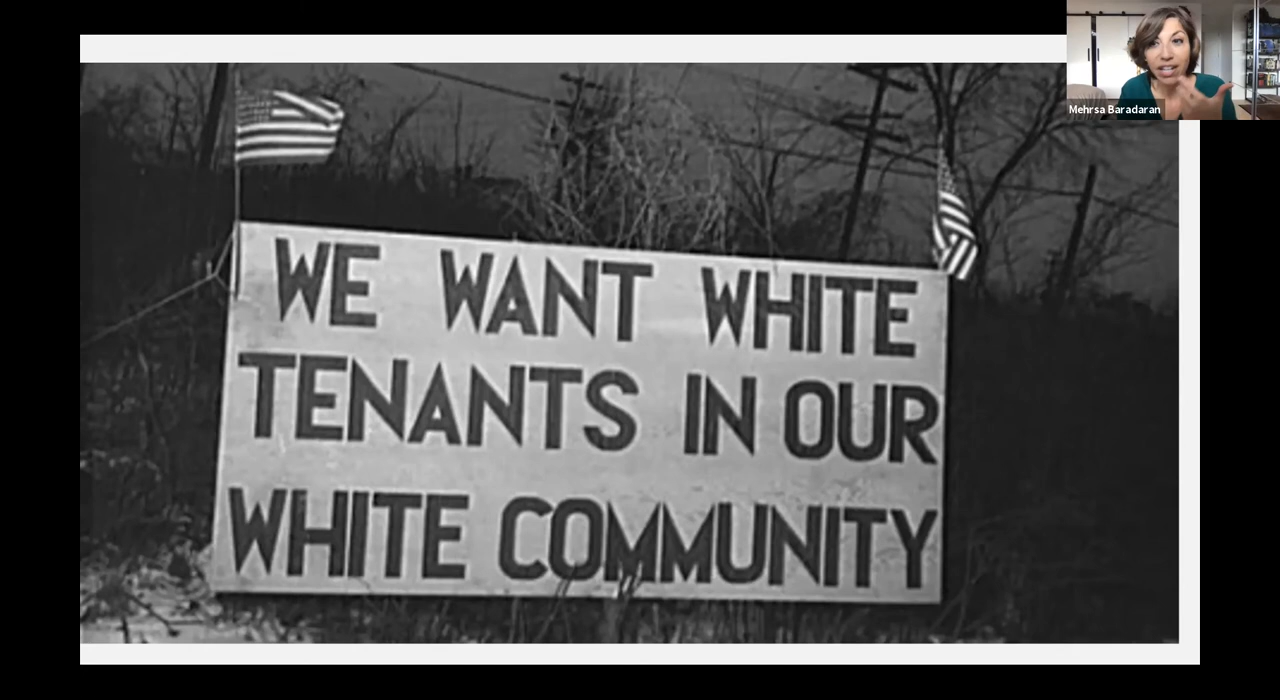 Mehrsa Baradaran
WE WANT WHITE
TENANTS IN OUR
WHITE COMMUNITY